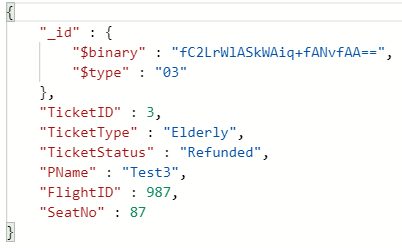 {
"_id" : {
"$binary" : "fC2LrWlASkWAiq+fANvfAA==",
"$type" : "03"
},
"TicketID" : 3,
"TicketType" : "Elderly",
"TicketStatus" : "Refunded",
"PName" : "Test3",
"FlightID" : 987,
"SeatNo" : 87
}